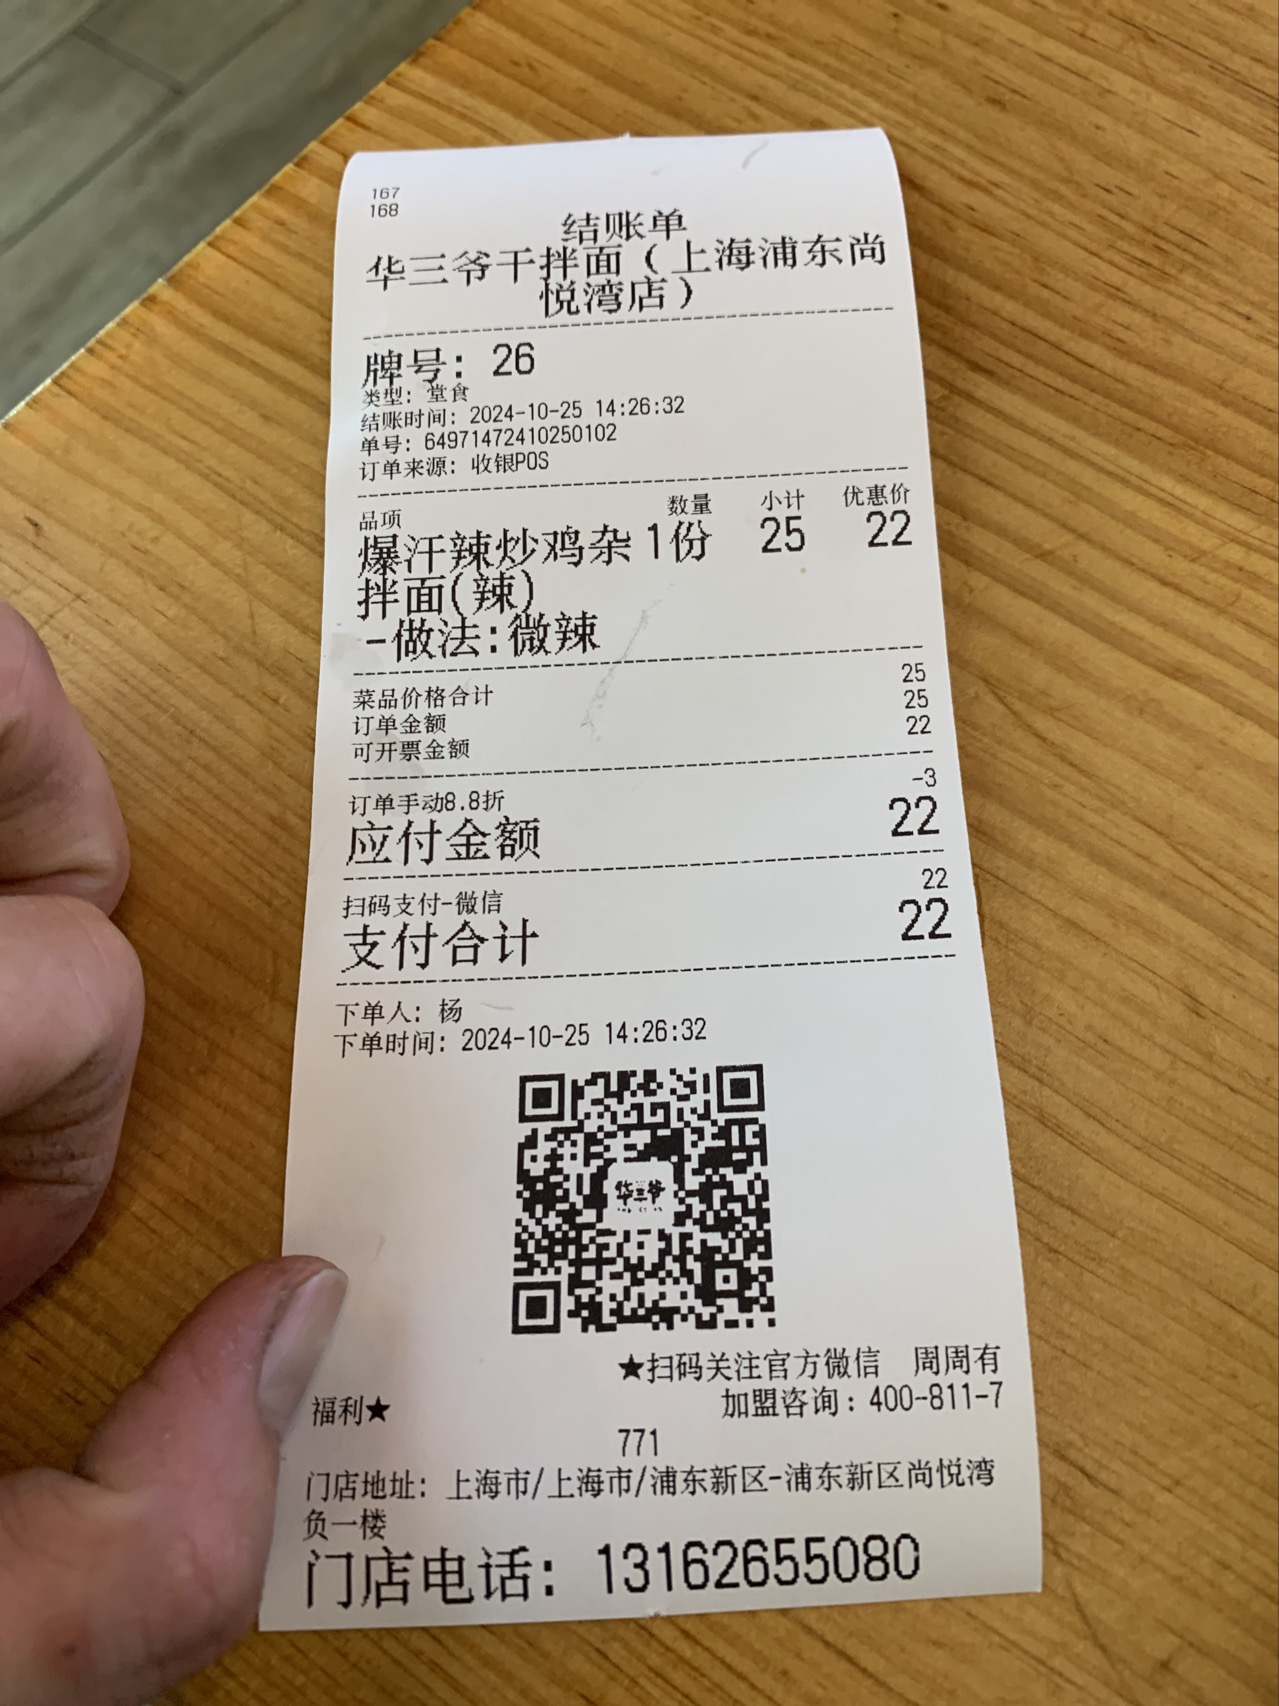 167
168
结账单
华三爷干拌面（上海浦东尚
悦湾店）
牌号：26
类型：堂食
结账时间：2024-10-25 14:26:32
单号：64971472410250102
订单来源：收银POS
品项 数量 小计 优惠价
爆汗辣炒鸡杂 1份 25 22
拌面(辣)
-做法:微辣
菜品价格合计 25
订单金额 25
可开票金额 22
订单手动8.8折 -3
应付金额 22
扫码支付-微信 22
支付合计 22
下单人：杨
下单时间：2024-10-25 14:26:32
华三爷
★扫码关注官方微信 周周有
福利★ 加盟咨询：400-811-7
771
门店地址：上海市/上海市/浦东新区-浦东新区尚悦湾
负一楼
门店电话：13162655080